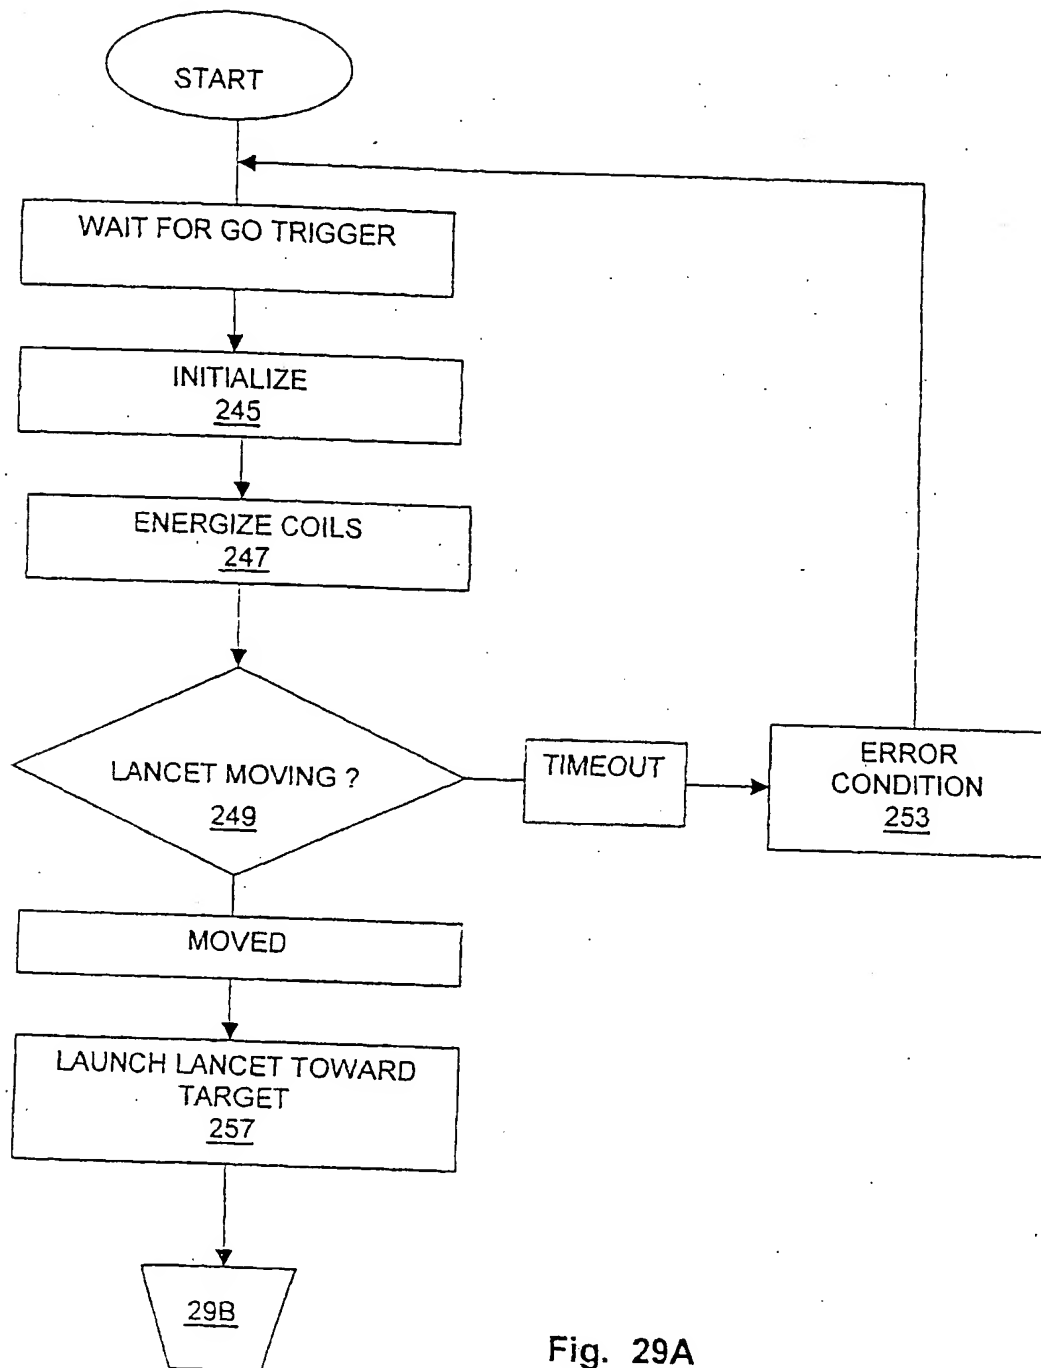 START
WAIT FOR GO TRIGGER
INITIALIZE
245
ENERGIZE COILS
247
LANCET MOVING ?
249
TIMEOUT
ERROR
CONDITION
253
MOVED
LAUNCH LANCET TOWARD
TARGET
257
29B
Fig. 29A